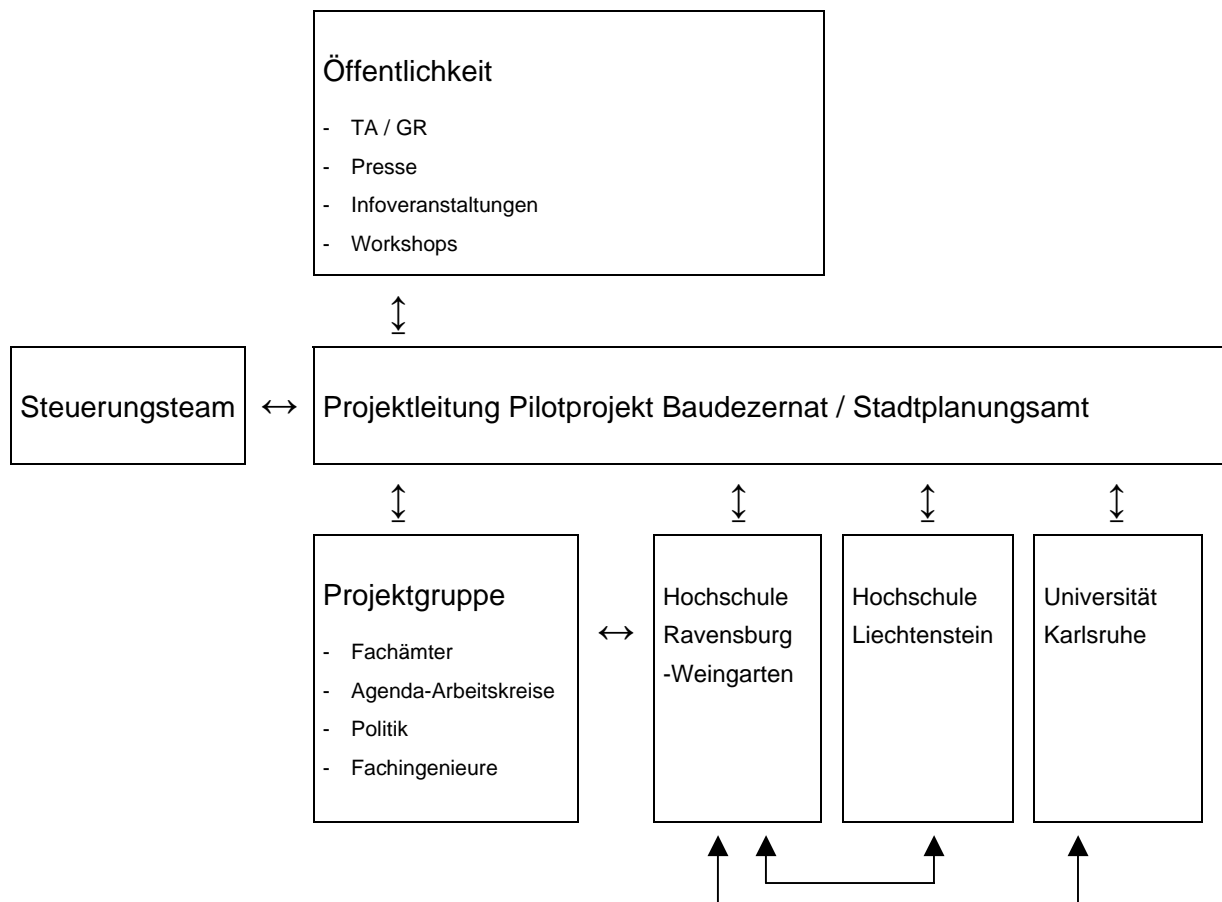 Öffentlichkeit
- TA / GR
- Presse
- Infoveranstaltungen
- Workshops
Steuerungsteam
Projektleitung Pilotprojekt Baudezernat / Stadtplanungsamt
Projektgruppe
- Fachämter
- Agenda-Arbeitskreise
- Politik
- Fachingenieure
Hochschule
Ravensburg
-Weingarten
Hochschule
Liechtenstein
Universität
Karlsruhe